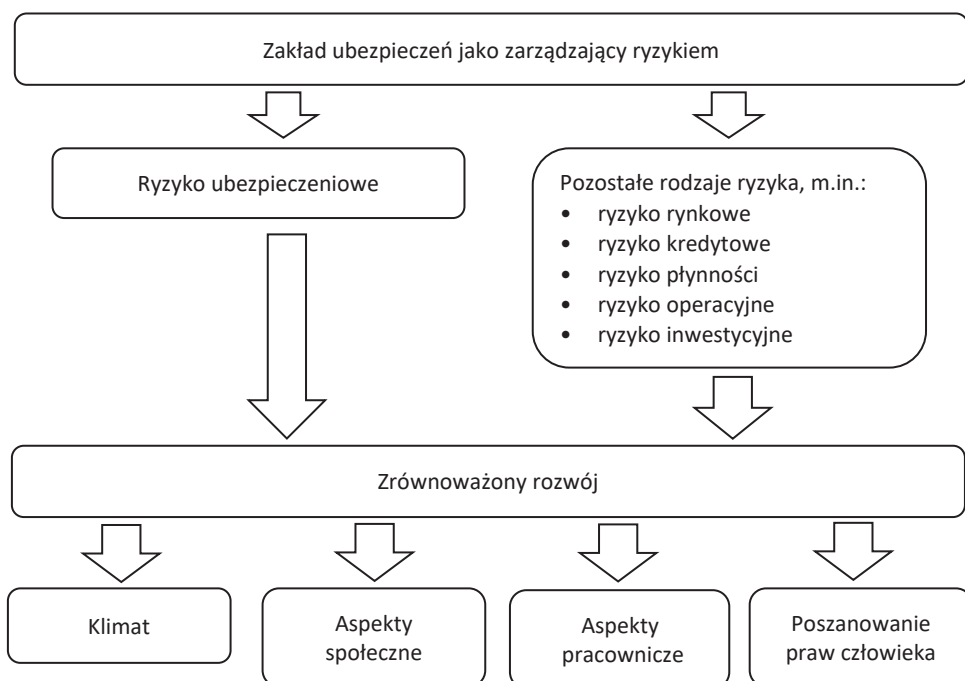 Zakład ubezpieczeń jako zarządzający ryzykiem
Ryzyko ubezpieczeniowe
Pozostałe rodzaje ryzyka, m.in.:
• ryzyko rynkowe
• ryzyko kredytowe
• ryzyko płynności
• ryzyko operacyjne
• ryzyko inwestycyjne
Zrównoważony rozwój
Klimat
Aspekty
społeczne
Aspekty
pracownicze
Poszanowanie
praw człowieka